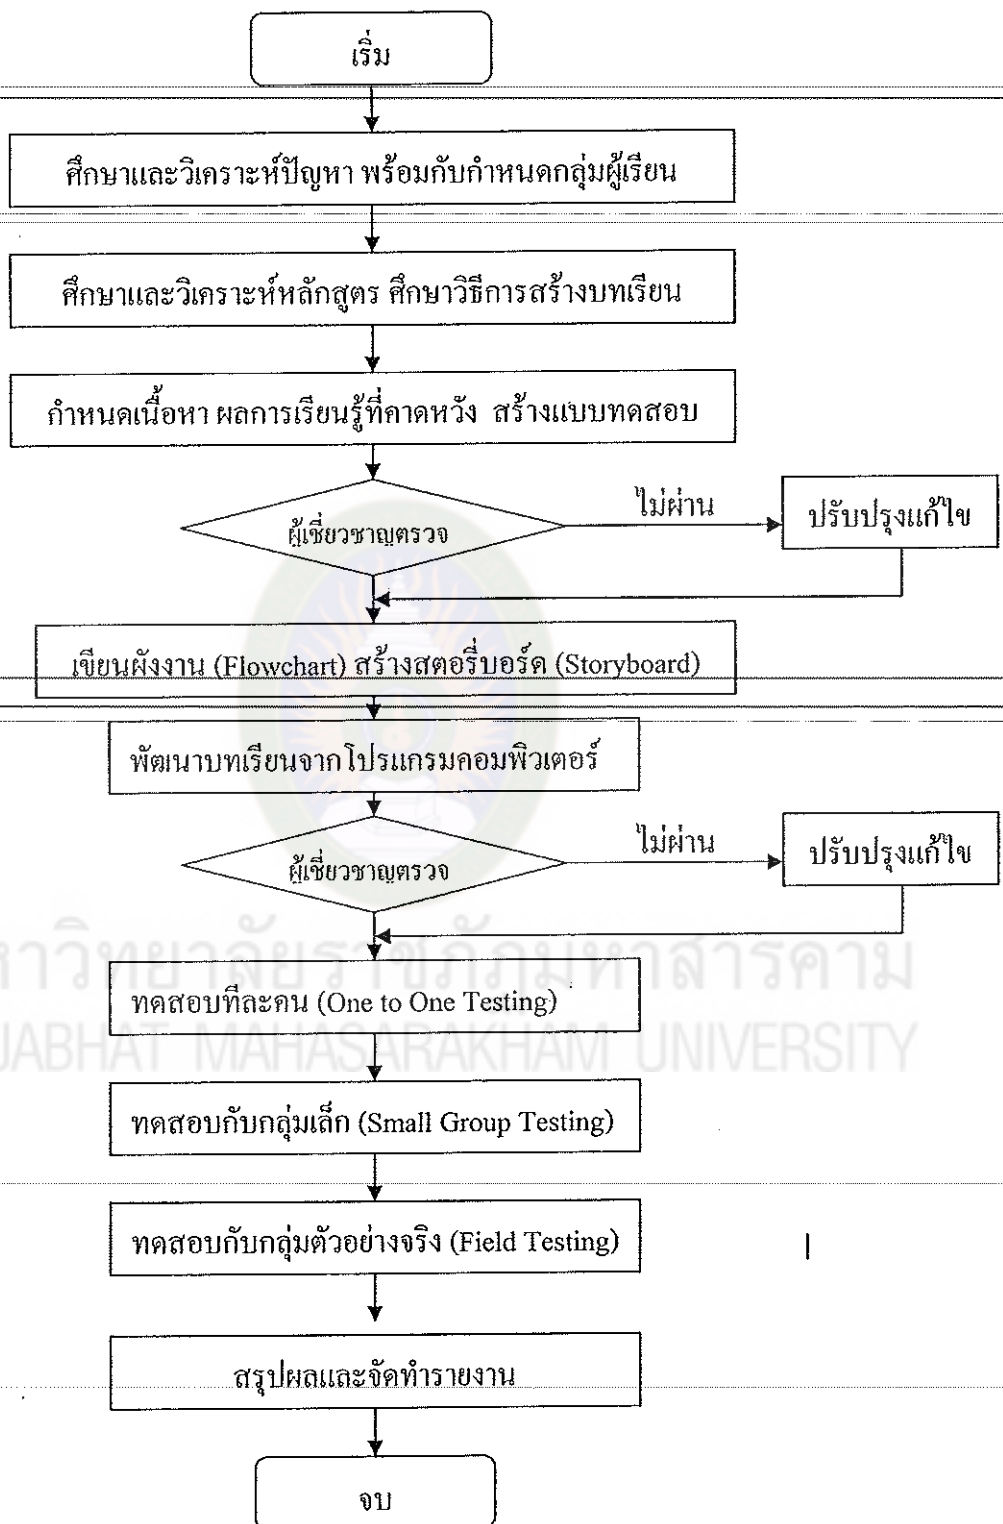 เริ่ม
ศึกษาและวิเคราะห์ปัญหา พร้อมกับกำหนดกลุ่มผู้เรียน
ศึกษาและวิเคราะห์หลักสูตร ศึกษาวิธีการสร้างบทเรียน
กำหนดเนื้อหา ผลการเรียนรู้ที่คาดหวัง สร้างแบบทดสอบ
ผู้เชี่ยวชาญตรวจ
ไม่ผ่าน
ปรับปรุงแก้ไข
เขียนผังงาน (Flowchart) สร้างสตอรี่บอร์ด (Storyboard)
พัฒนาบทเรียนจากโปรแกรมคอมพิวเตอร์
ผู้เชี่ยวชาญตรวจ
ไม่ผ่าน
ปรับปรุงแก้ไข
ทดสอบทีละคน (One to One Testing)
MAHASARAKHAM UNIVERSITY
ทดสอบกับกลุ่มเล็ก (Small Group Testing)
ทดสอบกับกลุ่มตัวอย่างจริง (Field Testing)
สรุปผลและจัดทำรายงาน
จบ